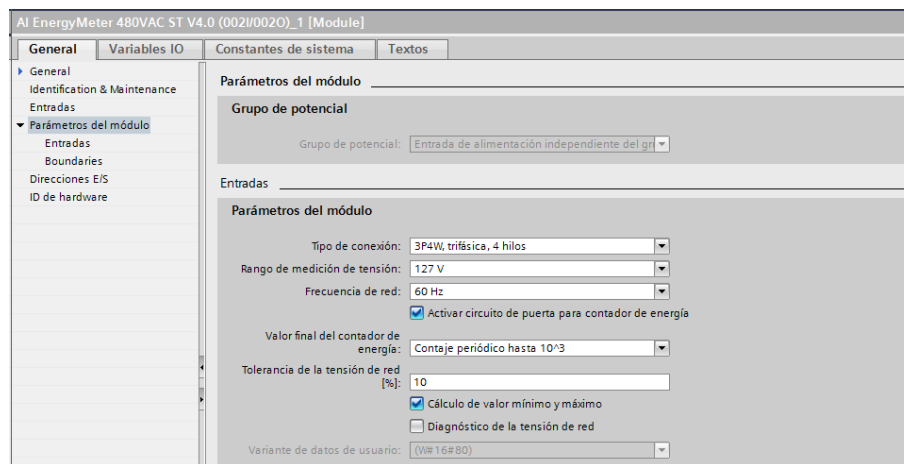 AI EnergyMeter 480VAC ST V4.0 (002I/002O)_1 [Module]
General Variables IO Constantes de sistema Textos
General
Identification & Maintenance
Entradas
Parámetros del módulo
Entradas
Boundaries
Direcciones E/S
ID de hardware
Parámetros del módulo
Grupo de potencial
Grupo de potencial: Entrada de alimentación independiente del gr
Entradas
Parámetros del módulo
Tipo de conexión: 3P4W, trifásica, 4 hilos
Rango de medición de tensión: 127 V
Frecuencia de red: 60 Hz
Activar circuito de puerta para contador de energía
Valor final del contador de
energía: Contaje periódico hasta 10^3
Tolerancia de la tensión de red
[%]: 10
Cálculo de valor mínimo y máximo
Diagnóstico de la tensión de red
Variante de datos de usuario: (W#16#80)